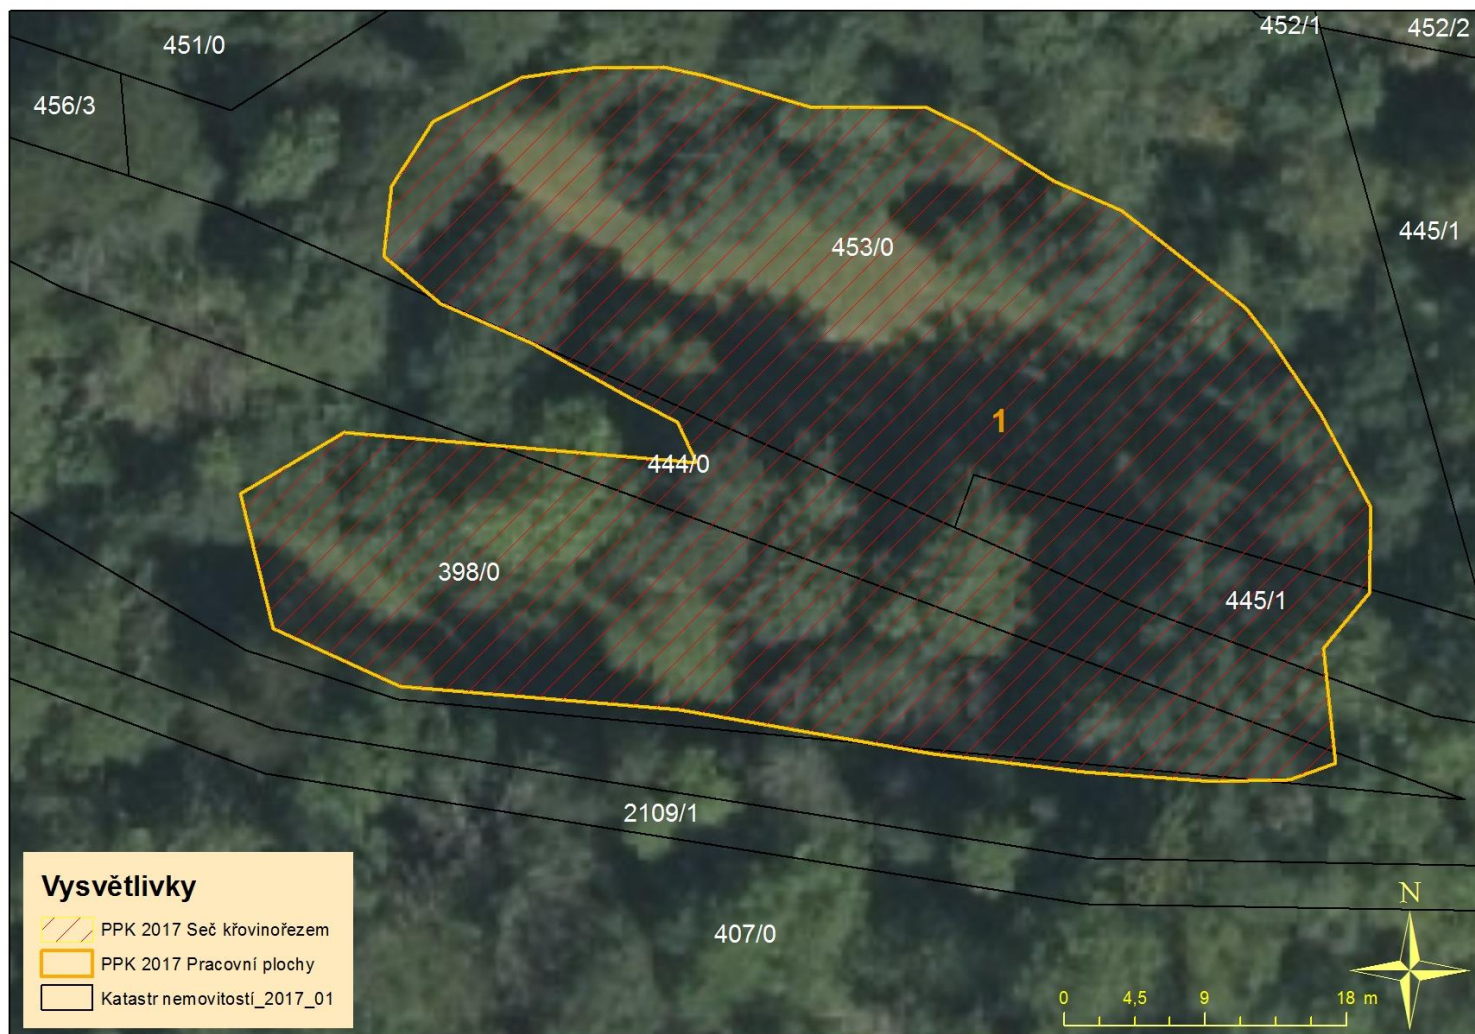 451/0
452/1
452/2
456/3
445/1
453/0
1
444/0
398/0
445/1
2109/1
407/0
Vysvětlivky
PPK 2017 Seč křovinořezem
PPK 2017 Pracovní plochy
Katastr nemovitostí_2017_01
N
0 4,5 9 18 m